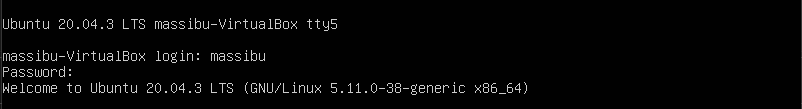 Ubuntu 20.04.3 LTS massibu-VirtualBox tty5
massibu-VirtualBox login: massibu
Password:
Welcome to Ubuntu 20.04.3 LTS (GNU/Linux 5.11.0-38-generic x86_64)